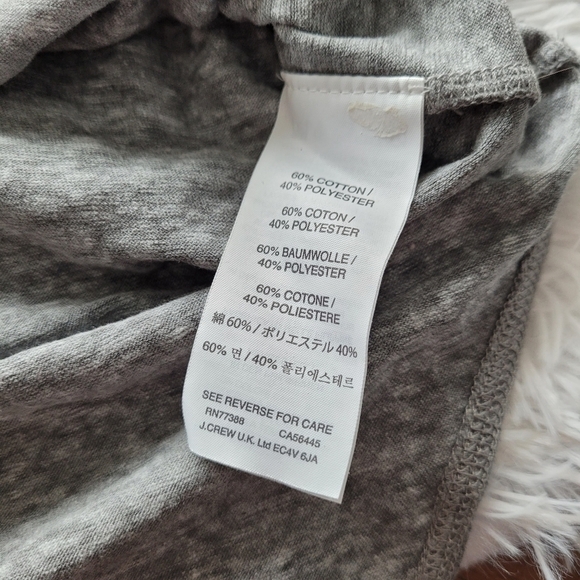 60% COTTON /
40% POLYESTER
60% COTON /
40% POLYESTER
60% BAUMWOLLE /
40% POLYESTER
60% COTONE /
40% POLIESTERE
綿 60% / ポリエステル 40%
60% 면 / 40% 폴리에스테르
SEE REVERSE FOR CARE
RN77388 CA56445
J.CREW U.K. Ltd EC4V 6JA